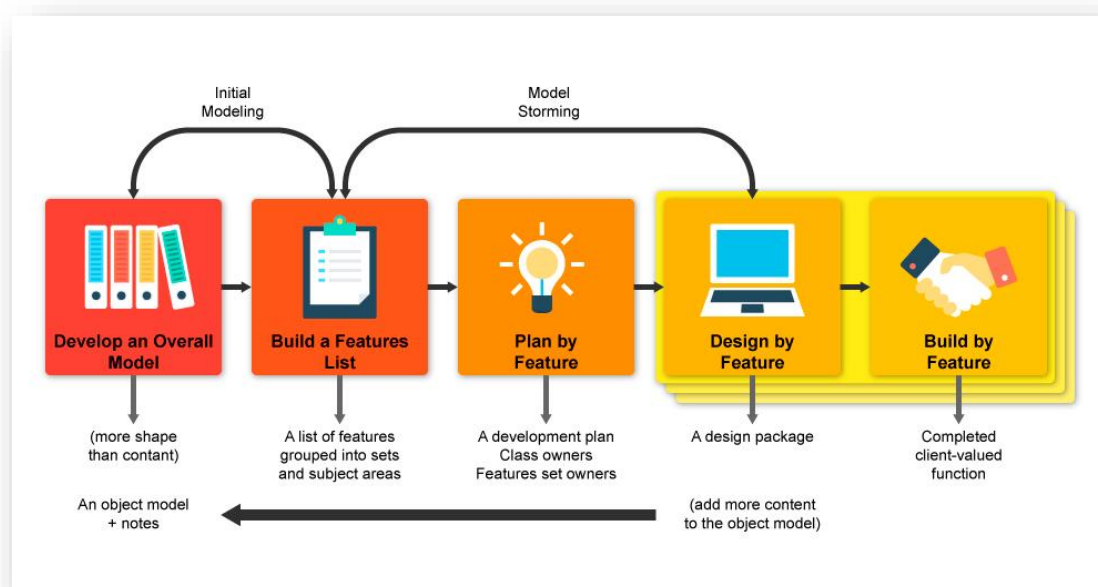 Initial
Modeling
Model
Storming
Develop an Overall
Model
Build a Features
List
Plan by
Feature
Design by
Feature
Build by
Feature
(more shape
than contant)
A list of features
grouped into sets
and subject areas
A development plan
Class owners
Features set owners
A design package
Completed
client-valued
function
An object model
+ notes
(add more content
to the object model)